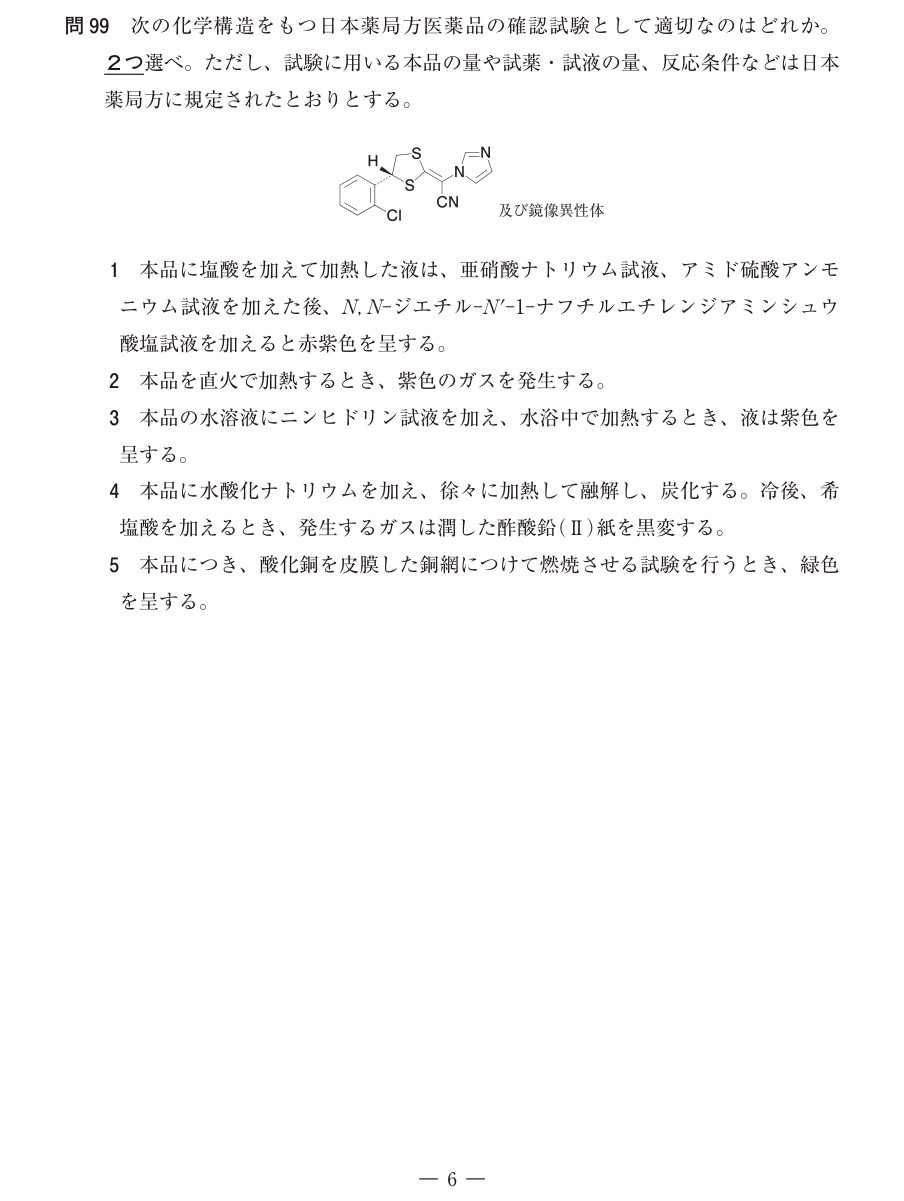 問 99　次の化学構造をもつ日本薬局方医薬品の確認試験として適切なのはどれか。
２つ選べ。ただし、試験に用いる本品の量や試薬・試液の量、反応条件などは日本
薬局方に規定されたとおりとする。
H
S
S
N
N
CN
Cl
及び鏡像異性体
1　本品に塩酸を加えて加熱した液は、亜硝酸ナトリウム試液、アミド硫酸アンモ
ニウム試液を加えた後、N, N-ジエチル-N′-1-ナフチルエチレンジアミンシュウ
酸塩試液を加えると赤紫色を呈する。
2　本品を直火で加熱するとき、紫色のガスを発生する。
3　本品の水溶液にニンヒドリン試液を加え、水浴中で加熱するとき、液は紫色を
呈する。
4　本品に水酸化ナトリウムを加え、徐々に加熱して融解し、炭化する。冷後、希
塩酸を加えるとき、発生するガスは潤した酢酸鉛(Ⅱ)紙を黒変する。
5　本品につき、酸化銅を皮膜した銅網につけて燃焼させる試験を行うとき、緑色
を呈する。
— 6 —